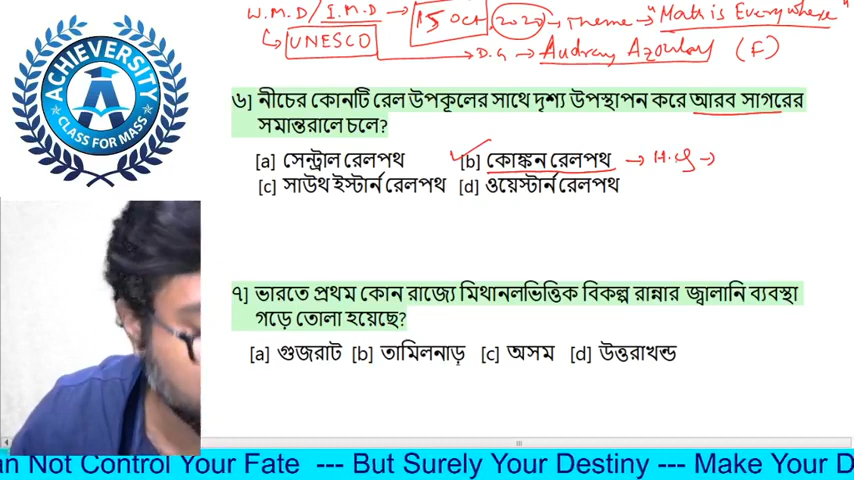 W.M.D / I.M.D → 15 Oct, 2020 → Theme → "Math is Everywhere"
↳ UNESCO → D.G → Audrey Azoulay (F)
ACHIEVERSITY
CLASS FOR MASS
৬] নীচের কোনটি রেল উপকূলের সাথে দৃশ্য উপস্থাপন করে আরব সাগরের
সমান্তরালে চলে?
[a] সেন্ট্রাল রেলপথ [b] কোঙ্কন রেলপথ → H.Q →
[c] সাউথ ইস্টার্ন রেলপথ [d] ওয়েস্টার্ন রেলপথ
৭] ভারতে প্রথম কোন রাজ্যে মিথানলভিত্তিক বিকল্প রান্নার জ্বালানি ব্যবস্থা
গড়ে তোলা হয়েছে?
[a] গুজরাট [b] তামিলনাড়ু [c] অসম [d] উত্তরাখন্ড
an Not Control Your Fate --- But Surely Your Destiny --- Make Your D